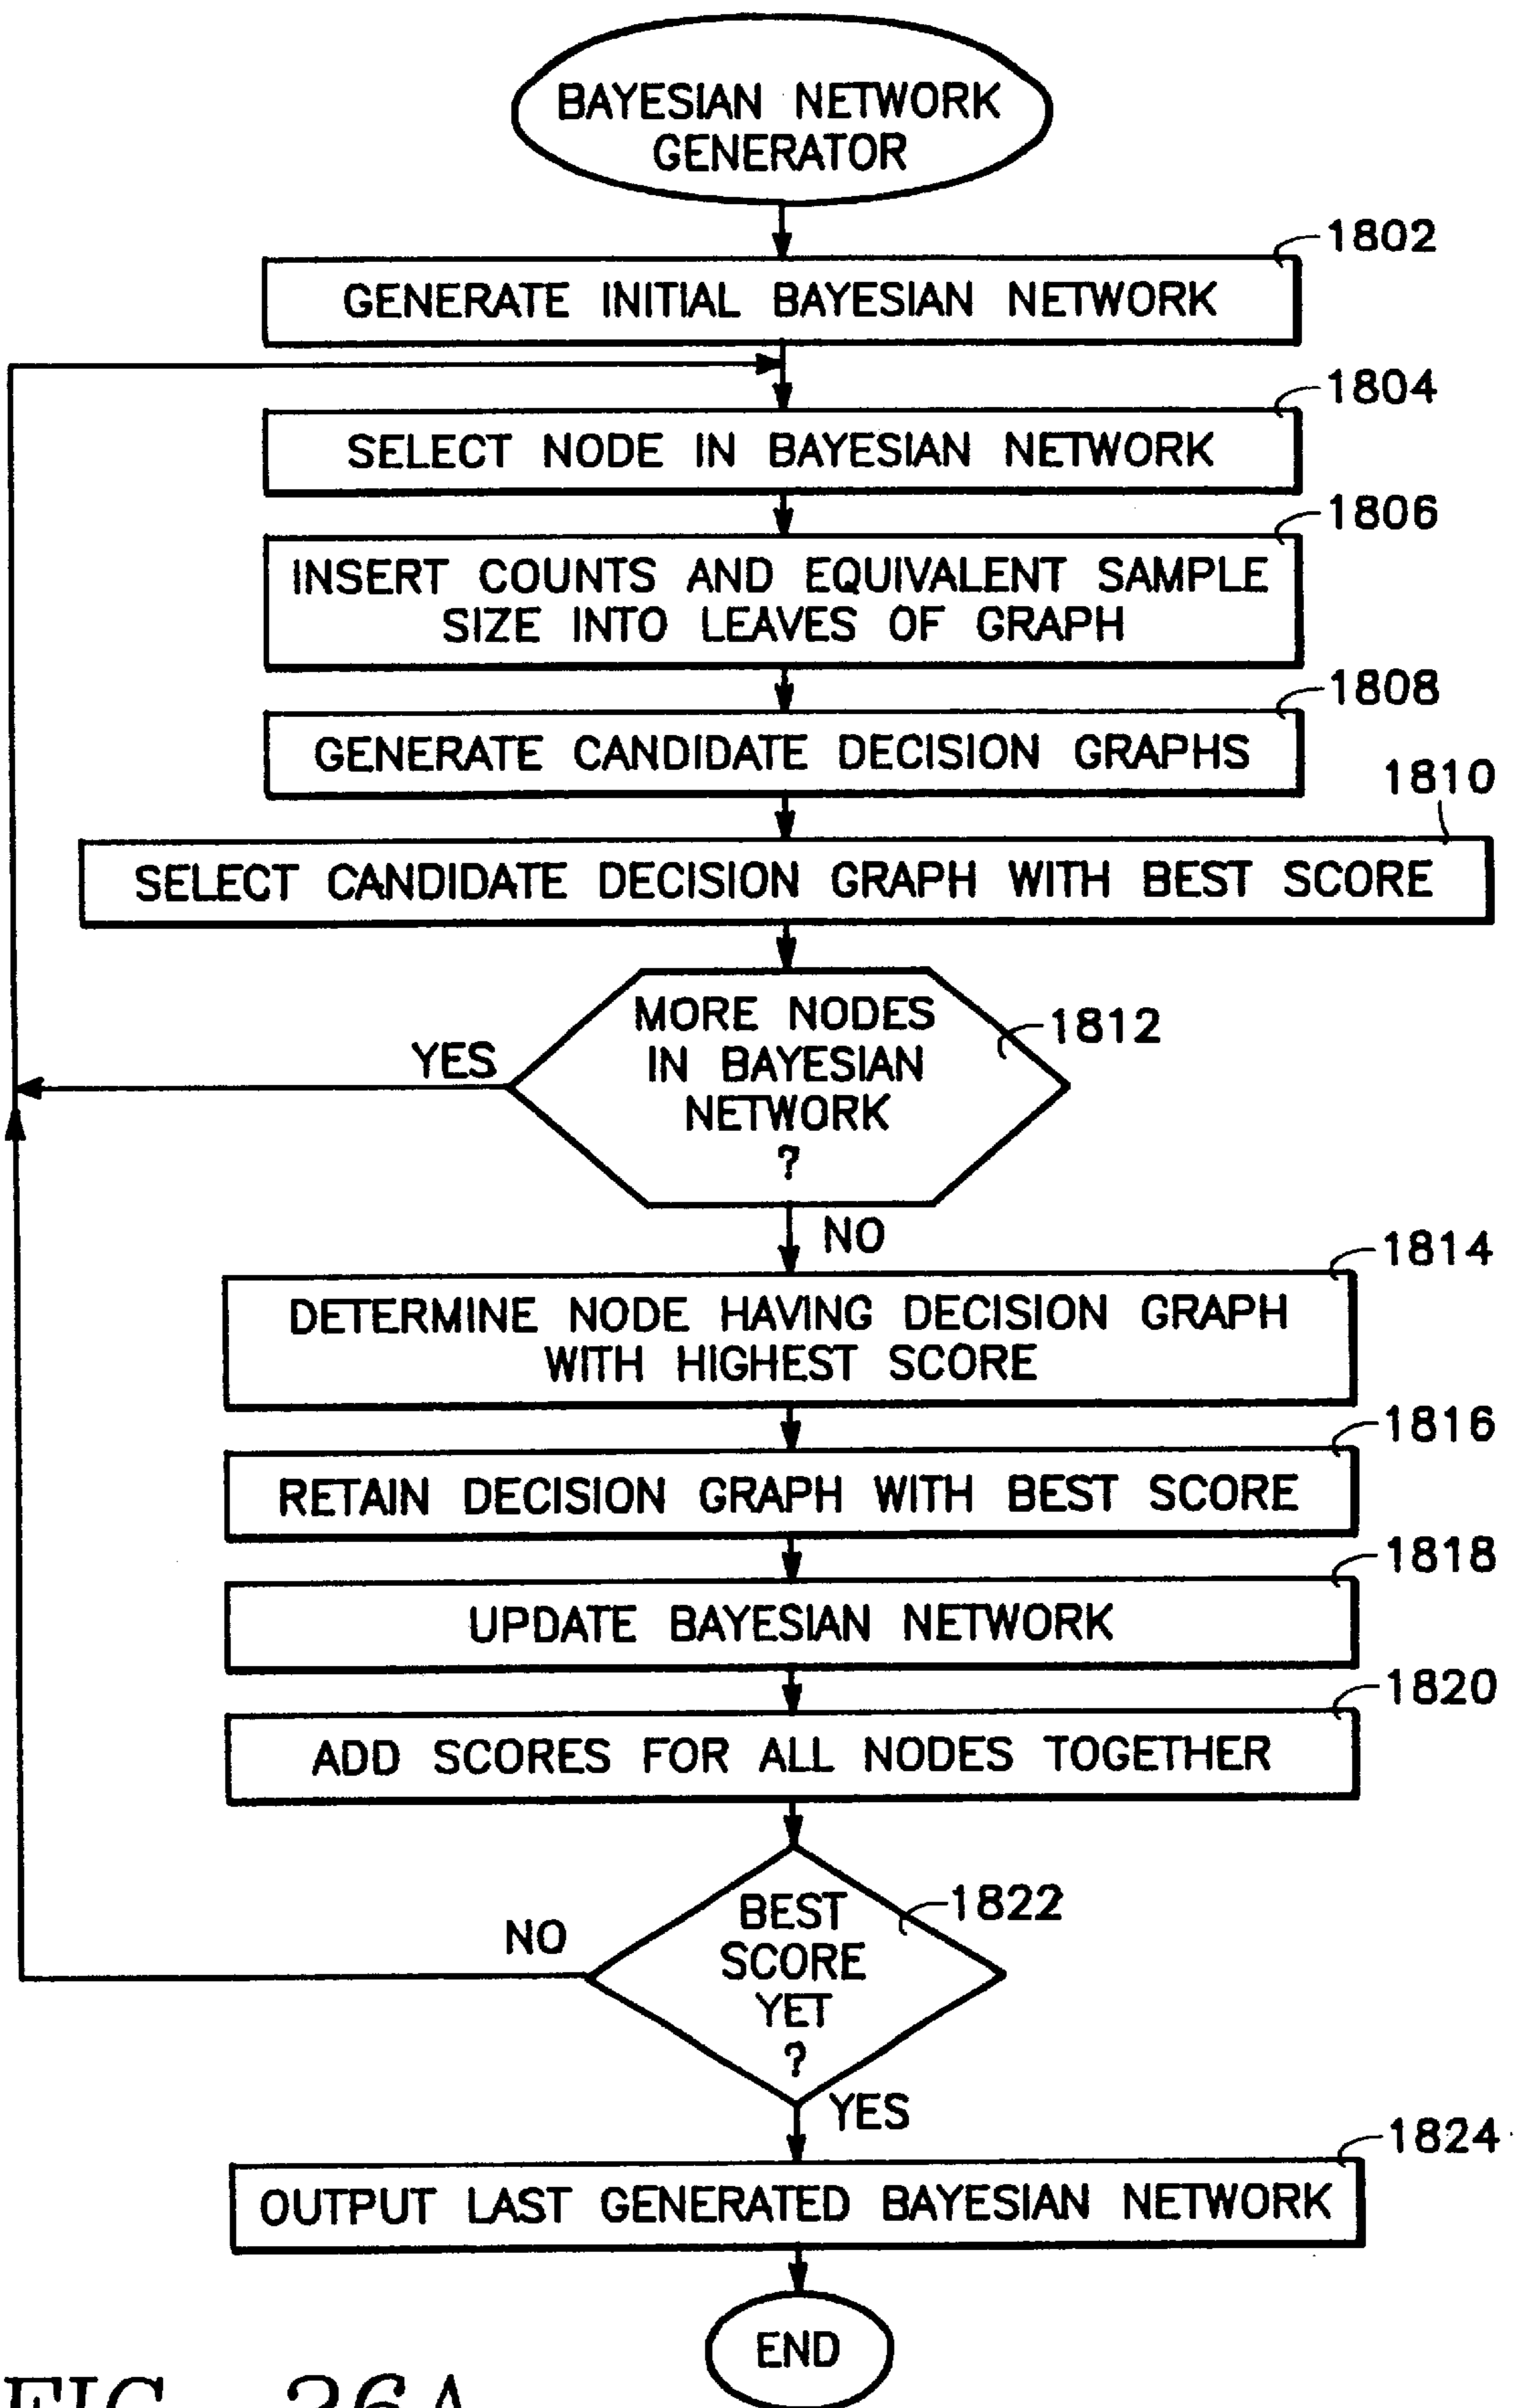 BAYESIAN NETWORK
GENERATOR
1802
GENERATE INITIAL BAYESIAN NETWORK
1804
SELECT NODE IN BAYESIAN NETWORK
1806
INSERT COUNTS AND EQUIVALENT SAMPLE
SIZE INTO LEAVES OF GRAPH
1808
GENERATE CANDIDATE DECISION GRAPHS
1810
SELECT CANDIDATE DECISION GRAPH WITH BEST SCORE
MORE NODES
IN BAYESIAN
NETWORK
?
1812
YES
NO
1814
DETERMINE NODE HAVING DECISION GRAPH
WITH HIGHEST SCORE
1816
RETAIN DECISION GRAPH WITH BEST SCORE
1818
UPDATE BAYESIAN NETWORK
1820
ADD SCORES FOR ALL NODES TOGETHER
BEST
SCORE
YET
?
1822
NO
YES
1824
OUTPUT LAST GENERATED BAYESIAN NETWORK
END
FIG. 26A